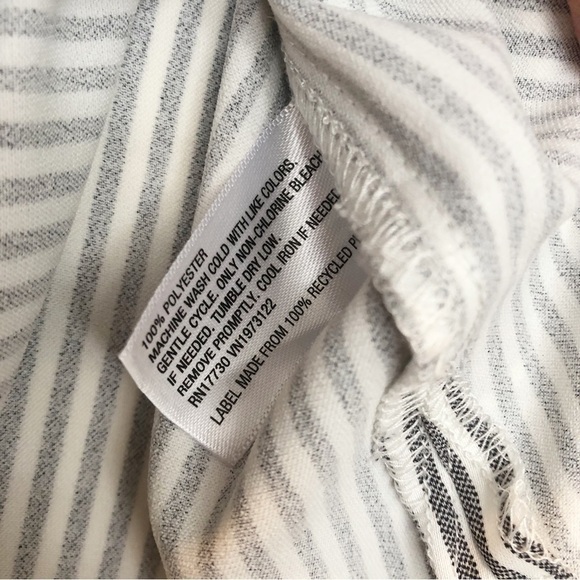 100% POLYESTER
MACHINE WASH COLD WITH LIKE COLORS.
GENTLE CYCLE. ONLY NON-CHLORINE BLEACH
IF NEEDED. TUMBLE DRY LOW.
REMOVE PROMPTLY. COOL IRON IF NEEDED
RN17730 VN1973122
LABEL MADE FROM 100% RECYCLED